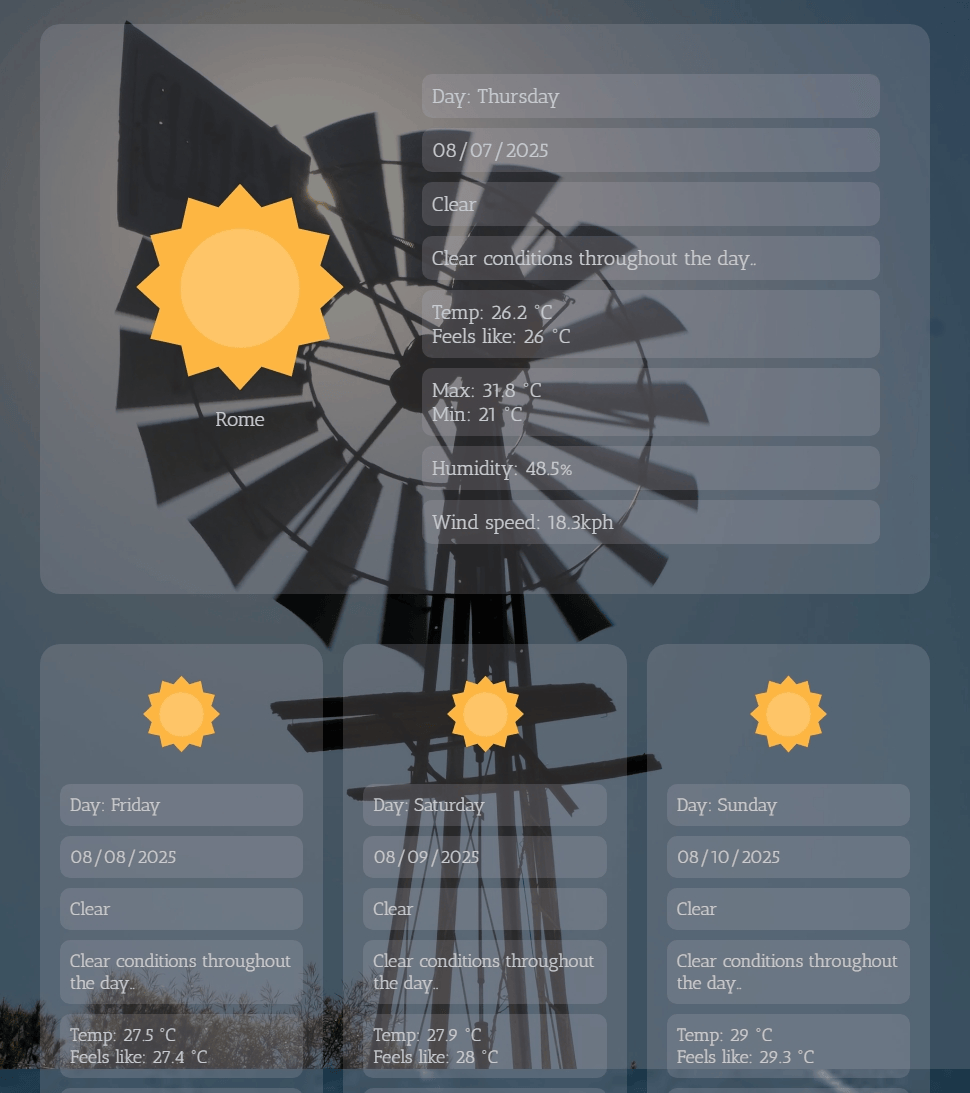 Day: Thursday
08/07/2025
Clear
Clear conditions throughout the day..
Temp: 26.2 °C
Feels like: 26 °C
Max: 31.8 °C
Min: 21 °C
Humidity: 48.5%
Wind speed: 18.3kph
Rome
Day: Friday
08/08/2025
Clear
Clear conditions throughout
the day..
Temp: 27.5 °C
Feels like: 27.4 °C
Day: Saturday
08/09/2025
Clear
Clear conditions throughout
the day..
Temp: 27.9 °C
Feels like: 28 °C
Day: Sunday
08/10/2025
Clear
Clear conditions throughout
the day..
Temp: 29 °C
Feels like: 29.3 °C